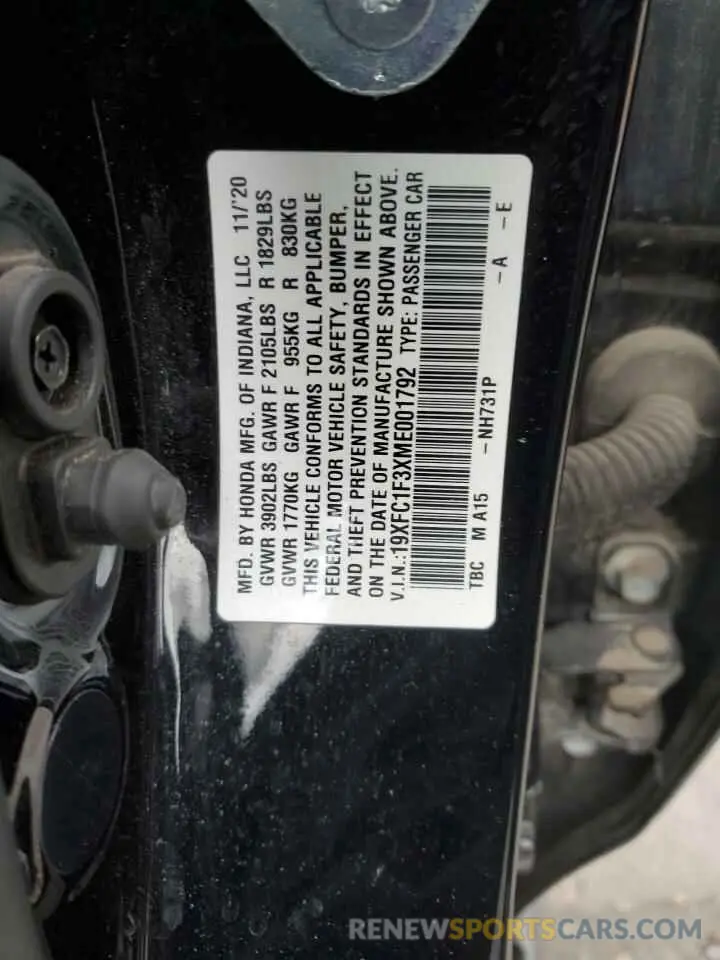 MFD. BY HONDA MFG. OF INDIANA, LLC 11/'20
GVWR 3902LBS GAWR F 2105LBS R 1829LBS
GVWR 1770KG GAWR F 955KG R 830KG
THIS VEHICLE CONFORMS TO ALL APPLICABLE
FEDERAL MOTOR VEHICLE SAFETY, BUMPER,
AND THEFT PREVENTION STANDARDS IN EFFECT
ON THE DATE OF MANUFACTURE SHOWN ABOVE.
V.I.N.:19XFC1F3XME001792 TYPE: PASSENGER CAR
TBC M A15 -NH731P -A -E
RENEWSPORTSCARS.COM